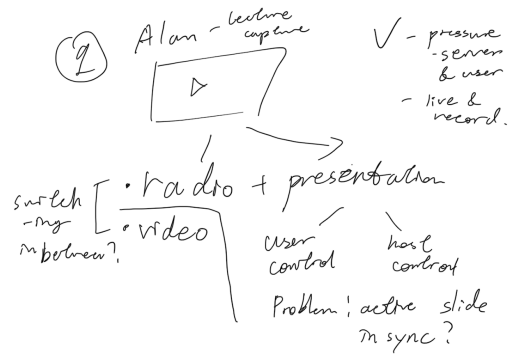 2
Alan - lecture
capture
V - pressure
- server
& user
- live &
record.
switch
-ing
in between?
• radio + presentation
• video
user
control
host
control
Problem: active slide
in sync?